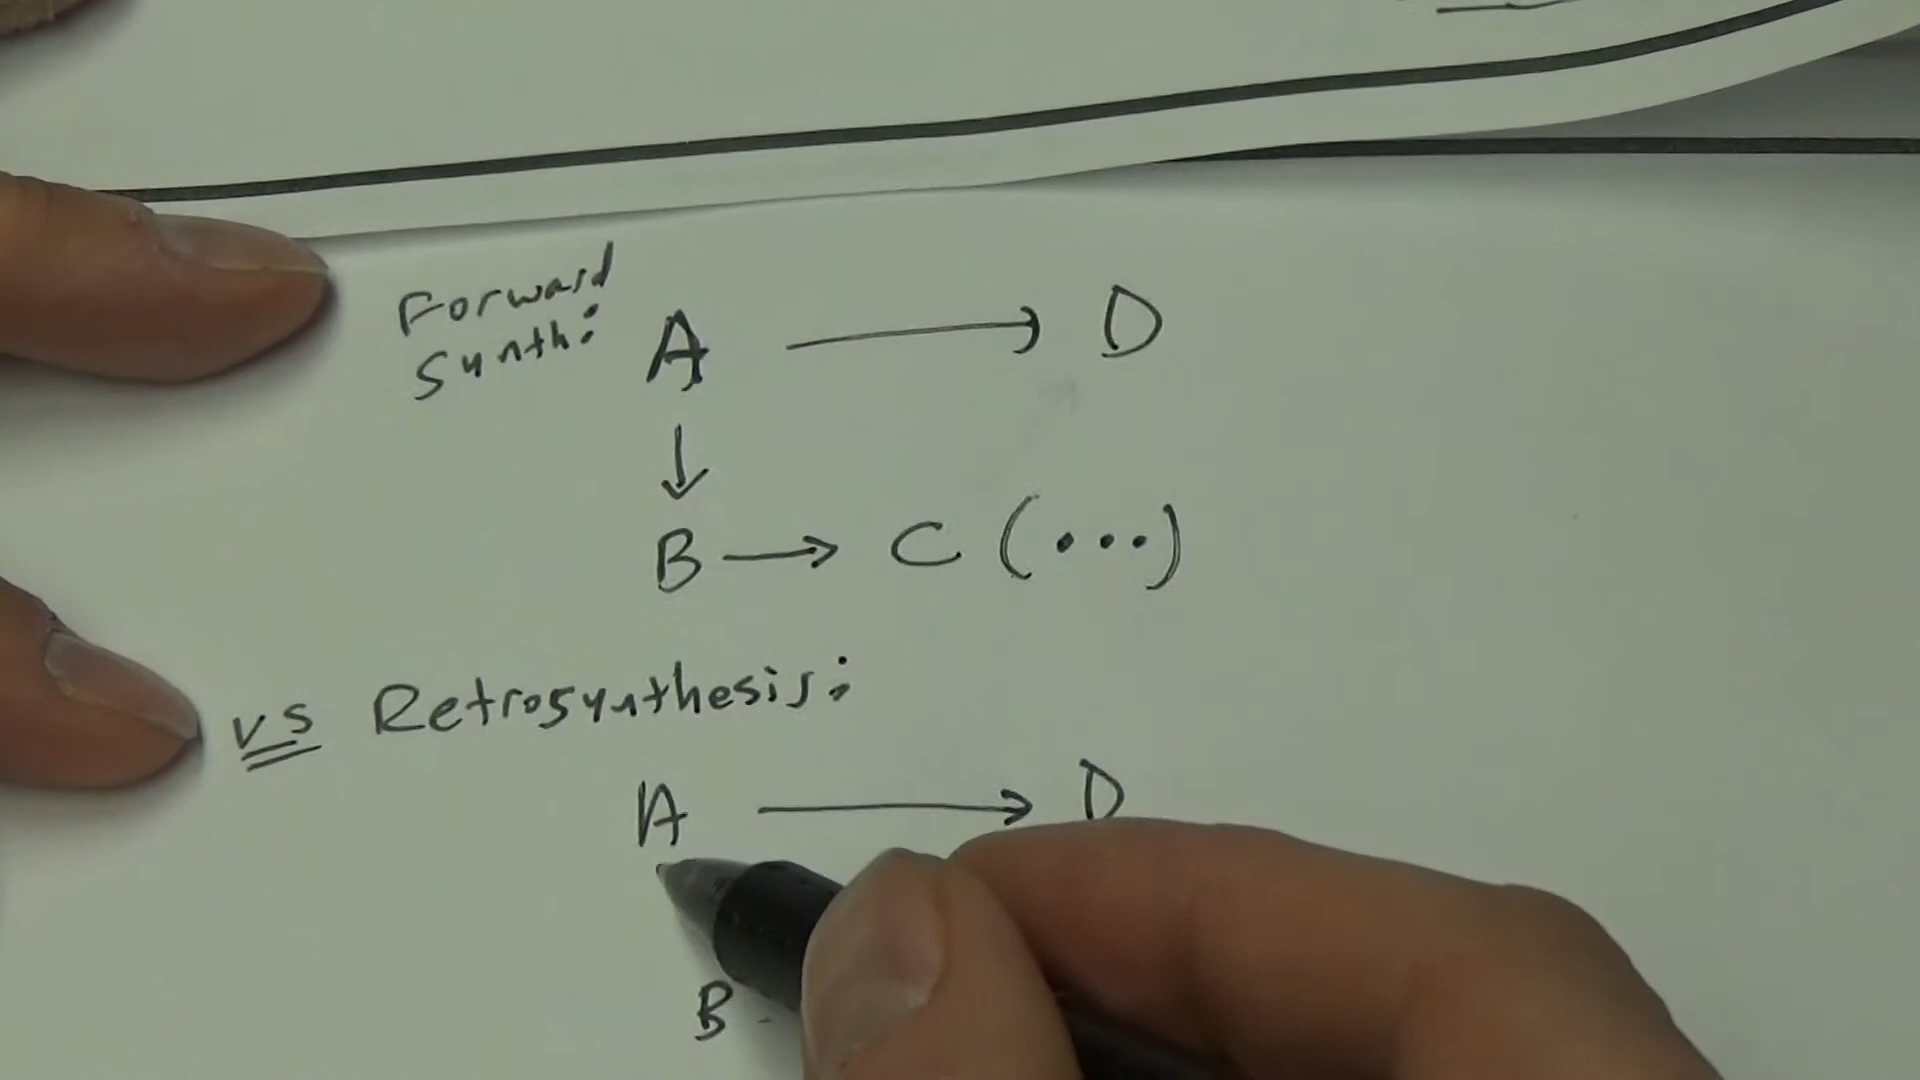 Forward
Synth:
A → D
↓
B → C (...)
vs Retrosynthesis:
A → D
B